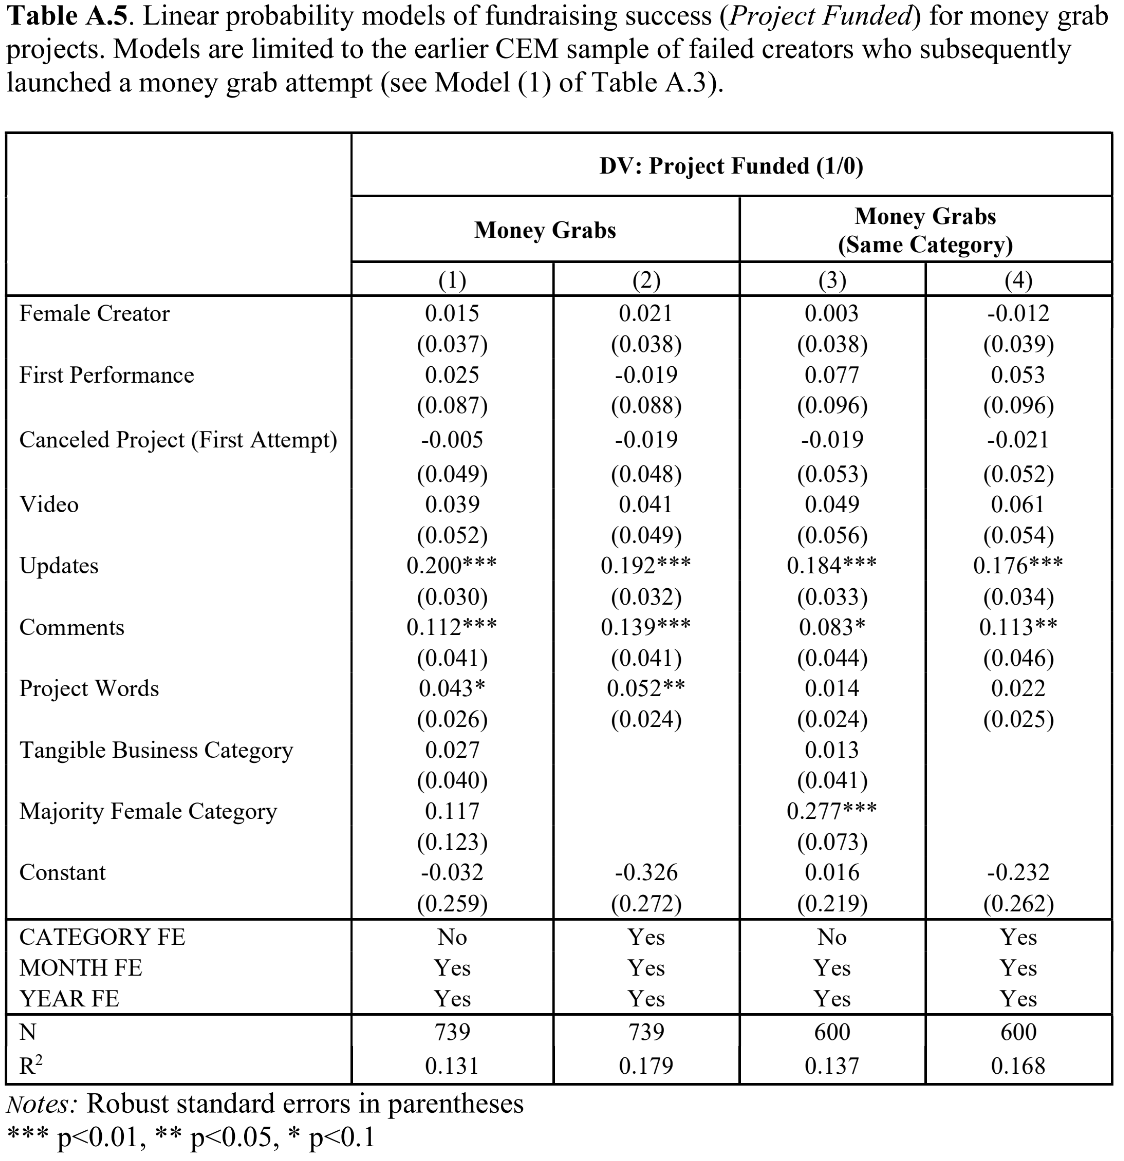 Table A.5. Linear probability models of fundraising success (Project Funded) for money grab
projects. Models are limited to the earlier CEM sample of failed creators who subsequently
launched a money grab attempt (see Model (1) of Table A.3).
DV: Project Funded (1/0)
Money Grabs
Money Grabs
(Same Category)
(1) (2) (3) (4)
Female Creator 0.015 0.021 0.003 -0.012
(0.037) (0.038) (0.038) (0.039)
First Performance 0.025 -0.019 0.077 0.053
(0.087) (0.088) (0.096) (0.096)
Canceled Project (First Attempt) -0.005 -0.019 -0.019 -0.021
(0.049) (0.048) (0.053) (0.052)
Video 0.039 0.041 0.049 0.061
(0.052) (0.049) (0.056) (0.054)
Updates 0.200*** 0.192*** 0.184*** 0.176***
(0.030) (0.032) (0.033) (0.034)
Comments 0.112*** 0.139*** 0.083* 0.113**
(0.041) (0.041) (0.044) (0.046)
Project Words 0.043* 0.052** 0.014 0.022
(0.026) (0.024) (0.024) (0.025)
Tangible Business Category 0.027 0.013
(0.040) (0.041)
Majority Female Category 0.117 0.277***
(0.123) (0.073)
Constant -0.032 -0.326 0.016 -0.232
(0.259) (0.272) (0.219) (0.262)
CATEGORY FE No Yes No Yes
MONTH FE Yes Yes Yes Yes
YEAR FE Yes Yes Yes Yes
N 739 739 600 600
R² 0.131 0.179 0.137 0.168
Notes: Robust standard errors in parentheses
*** p<0.01, ** p<0.05, * p<0.1